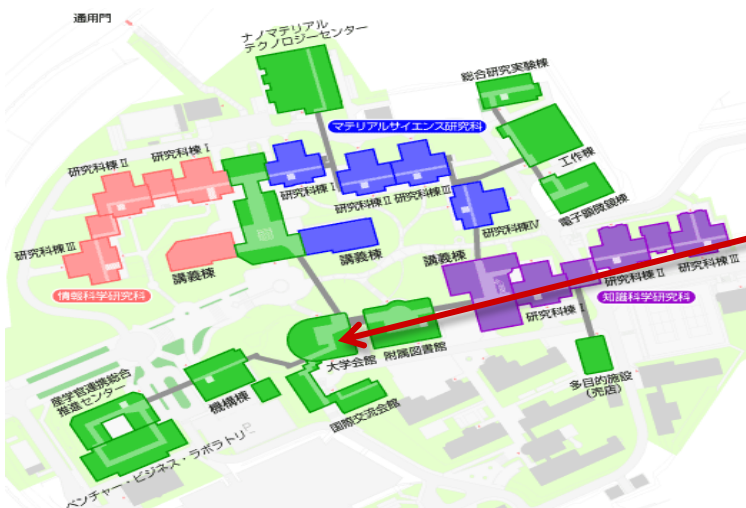 通用門
ナノマテリアル
テクノロジーセンター
総合研究実験棟
マテリアルサイエンス研究科
研究科棟Ⅱ
研究科棟Ⅰ
研究科棟Ⅰ
研究科棟Ⅱ
研究科棟Ⅲ
工作棟
電子顕微鏡棟
研究科棟Ⅳ
研究科棟Ⅲ
講義棟
講義棟
講義棟
研究科棟Ⅱ
研究科棟Ⅲ
情報科学研究科
知識科学研究科
研究科棟Ⅰ
大学会館
附属図書館
多目的施設
(売店)
産学官連携総合
推進センター
機構棟
国際交流会館
ベンチャー・ビジネス・ラボラトリ
P